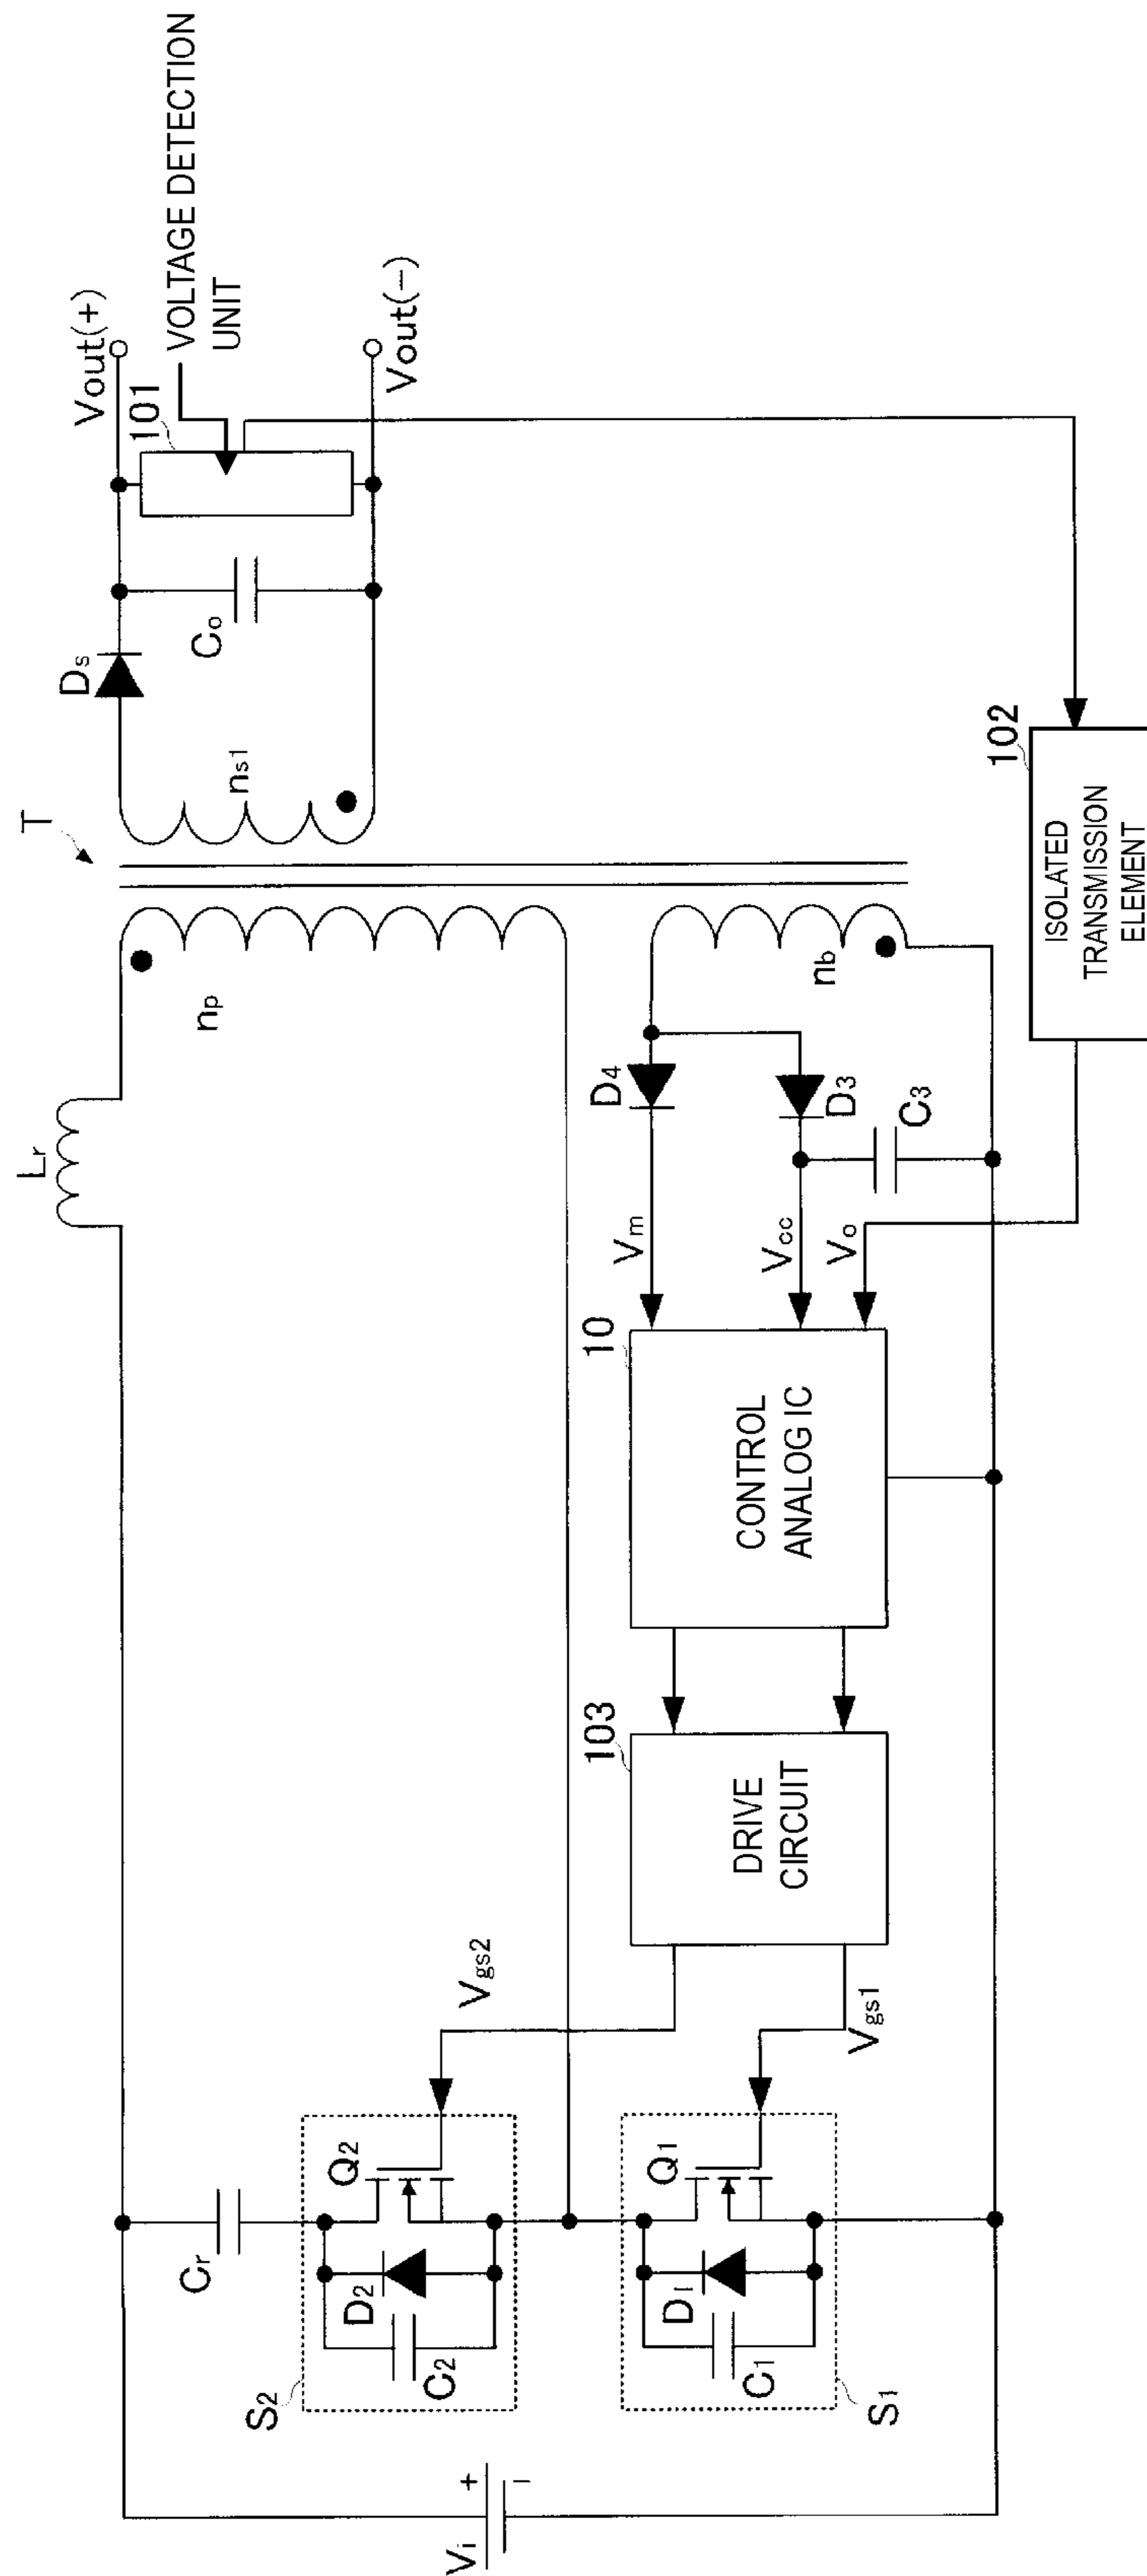 T
Lr
np
ns1
Ds
Co
Vout(+)
101
VOLTAGE DETECTION
UNIT
Vout(-)
Vi
+
-
Cr
S2
Q2
D2
C2
Vgs2
S1
Q1
D1
C1
Vgs1
103
DRIVE
CIRCUIT
10
CONTROL
ANALOG IC
Vm
Vcc
Vo
D4
D3
C3
nb
102
ISOLATED
TRANSMISSION
ELEMENT